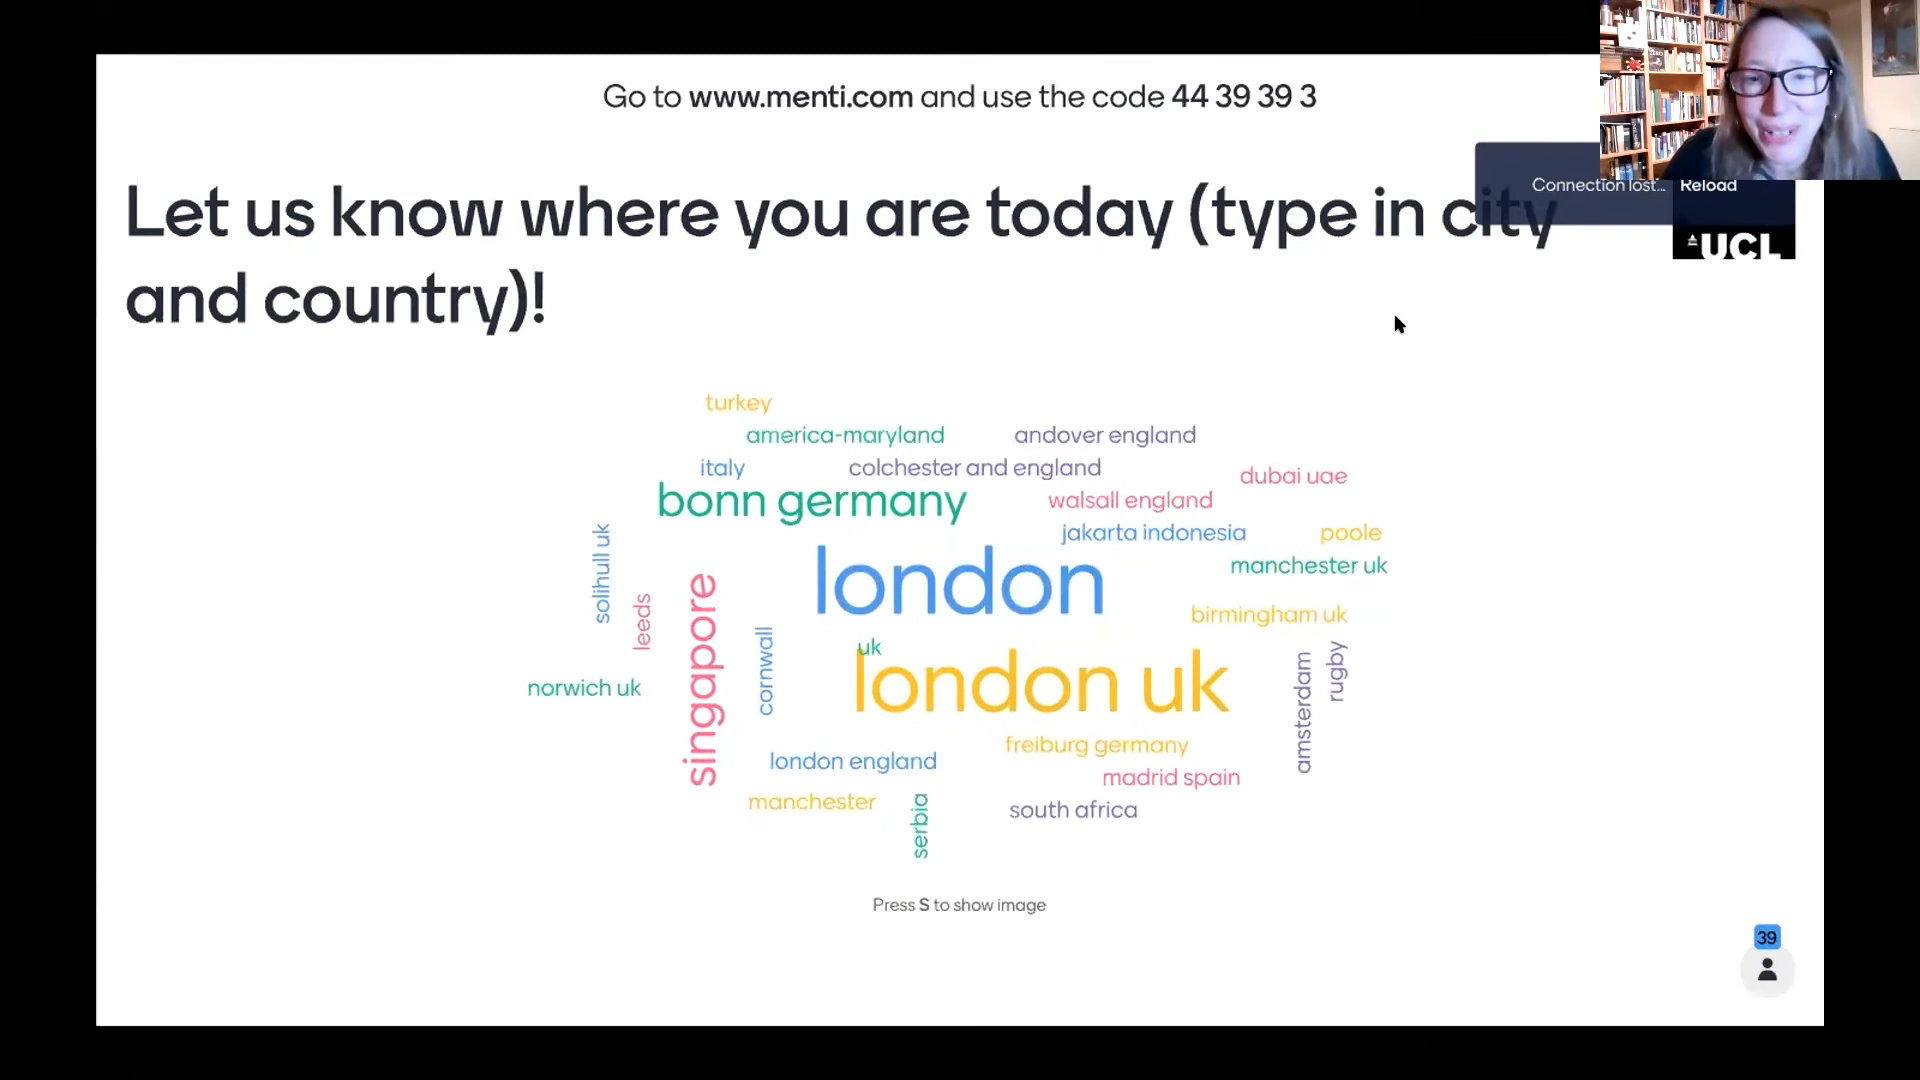 Go to www.menti.com and use the code 44 39 39 3
Connection lost... Reload
Let us know where you are today (type in city
and country)!
UCL
turkey
america-maryland
andover england
italy
colchester and england
dubai uae
bonn germany
walsall england
solihull uk
jakarta indonesia
poole
london
manchester uk
leeds
singapore
birmingham uk
cornwall
uk
london uk
norwich uk
amsterdam
rugby
freiburg germany
london england
madrid spain
manchester
serbia
south africa
Press S to show image
39